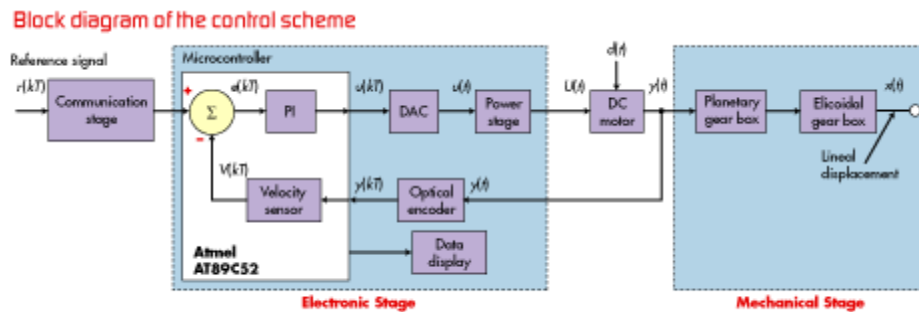 Block diagram of the control scheme
Reference signal
r(kT)
Communication
stage
Microcontroller
+
Σ
−
e(kT)
PI
u(kT)
DAC
u(t)
Power
stage
U(t)
d(t)
DC
motor
y(t)
Planetary
gear box
Elicoidal
gear box
x(t)
Lineal
displacement
V(kT)
Velocity
sensor
y(kT)
Optical
encoder
y(t)
Data
display
Atmel
AT89C52
Electronic Stage
Mechanical Stage